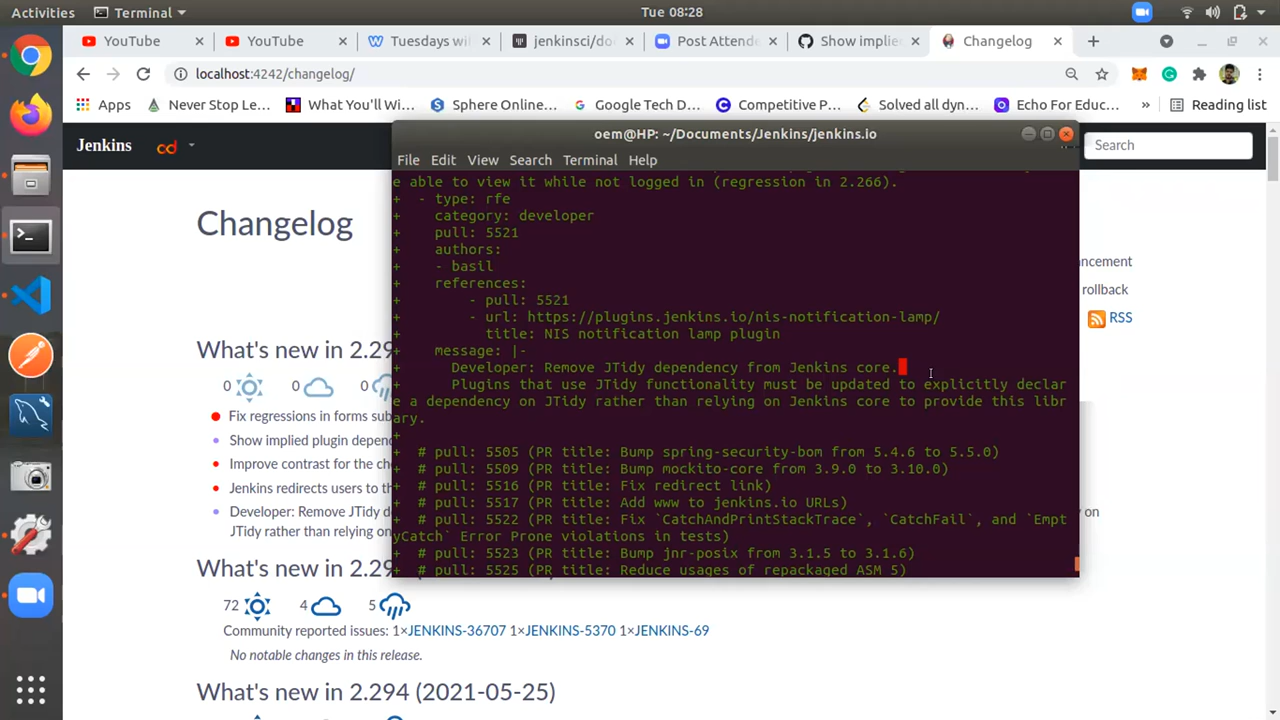 Activities
Terminal
Tue 08:28
YouTube
YouTube
Tuesdays wi
jenkinsci/do
Post Attende
Show implie
Changelog
localhost:4242/changelog/
Apps
Never Stop Le...
What You'll Wi...
Sphere Online...
Google Tech D...
Competitive P...
Solved all dyn...
Echo For Educ...
»
Reading list
Jenkins
Search
Changelog
ancement
rollback
RSS
What's new in 2.29
0
0
Fix regressions in forms sub
Show implied plugin depen
Improve contrast for the ch
Jenkins redirects users to th
Developer: Remove JTidy d
on
JTidy rather than relying on
What's new in 2.29
72
4
5
Community reported issues: 1×JENKINS-36707 1×JENKINS-5370 1×JENKINS-69
No notable changes in this release.
What's new in 2.294 (2021-05-25)
oem@HP: ~/Documents/Jenkins/jenkins.io
File Edit View Search Terminal Help
e able to view it while not logged in (regression in 2.266).
+ - type: rfe
+ category: developer
+ pull: 5521
+ authors:
+ - basil
+ references:
+ - pull: 5521
+ - url: https://plugins.jenkins.io/nis-notification-lamp/
+ title: NIS notification lamp plugin
+ message: |-
+ Developer: Remove JTidy dependency from Jenkins core.
+ Plugins that use JTidy functionality must be updated to explicitly declar
e a dependency on JTidy rather than relying on Jenkins core to provide this libr
ary.
+
+ # pull: 5505 (PR title: Bump spring-security-bom from 5.4.6 to 5.5.0)
+ # pull: 5509 (PR title: Bump mockito-core from 3.9.0 to 3.10.0)
+ # pull: 5516 (PR title: Fix redirect link)
+ # pull: 5517 (PR title: Add www to jenkins.io URLs)
+ # pull: 5522 (PR title: Fix `CatchAndPrintStackTrace`, `CatchFail`, and `Empt
yCatch` Error Prone violations in tests)
+ # pull: 5523 (PR title: Bump jnr-posix from 3.1.5 to 3.1.6)
+ # pull: 5525 (PR title: Reduce usages of repackaged ASM 5)